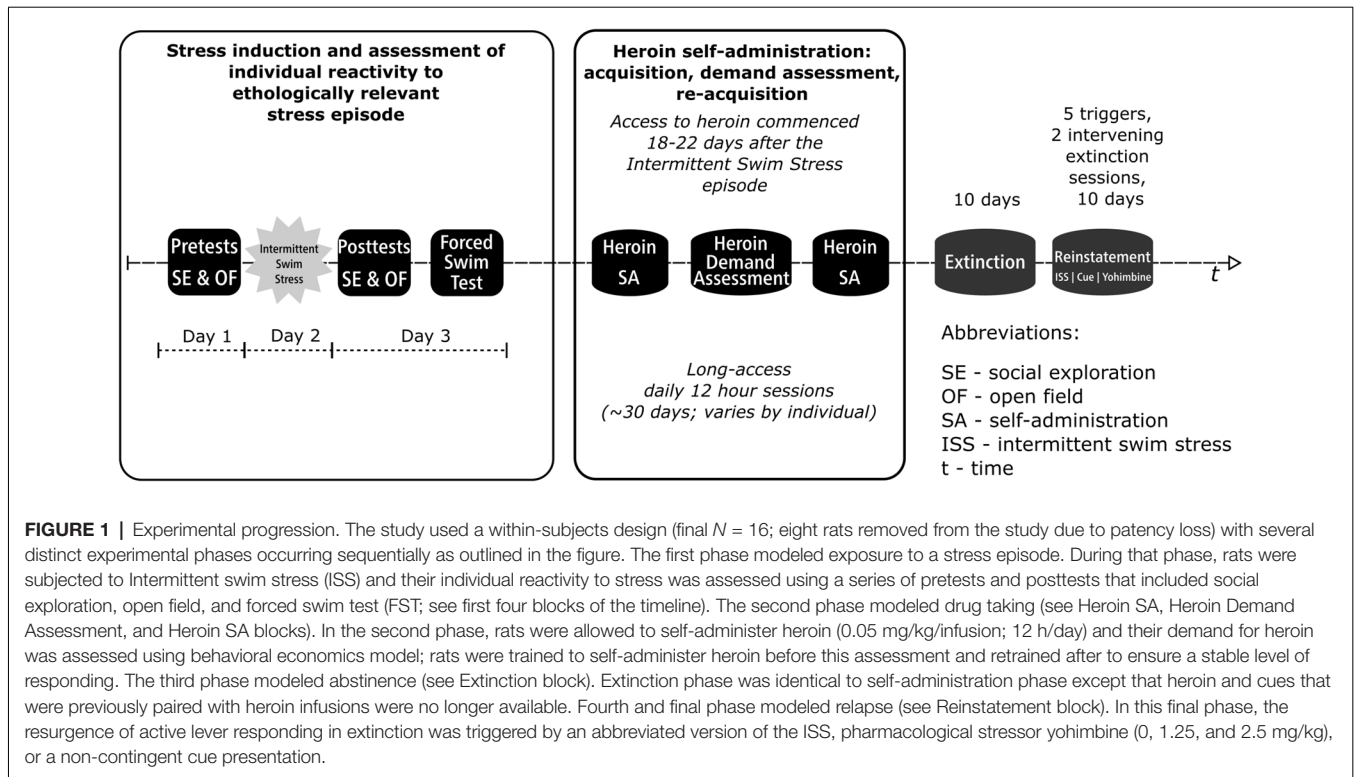 Stress induction and assessment of
individual reactivity to
ethologically relevant
stress episode
Heroin self-administration:
acquisition, demand assessment,
re-acquisition
Access to heroin commenced
18-22 days after the
Intermittent Swim Stress
episode
5 triggers,
2 intervening
extinction
sessions,
10 days
10 days
Pretests
SE & OF
Intermittent
Swim
Stress
Posttests
SE & OF
Forced
Swim
Test
Heroin
SA
Heroin
Demand
Assessment
Heroin
SA
Extinction
Reinstatement
ISS | Cue | Yohimbine
t
Day 1
Day 2
Day 3
Long-access
daily 12 hour sessions
(~30 days; varies by individual)
Abbreviations:
SE - social exploration
OF - open field
SA - self-administration
ISS - intermittent swim stress
t - time
FIGURE 1 | Experimental progression. The study used a within-subjects design (final N = 16; eight rats removed from the study due to patency loss) with several
distinct experimental phases occurring sequentially as outlined in the figure. The first phase modeled exposure to a stress episode. During that phase, rats were
subjected to Intermittent swim stress (ISS) and their individual reactivity to stress was assessed using a series of pretests and posttests that included social
exploration, open field, and forced swim test (FST; see first four blocks of the timeline). The second phase modeled drug taking (see Heroin SA, Heroin Demand
Assessment, and Heroin SA blocks). In the second phase, rats were allowed to self-administer heroin (0.05 mg/kg/infusion; 12 h/day) and their demand for heroin
was assessed using behavioral economics model; rats were trained to self-administer heroin before this assessment and retrained after to ensure a stable level of
responding. The third phase modeled abstinence (see Extinction block). Extinction phase was identical to self-administration phase except that heroin and cues that
were previously paired with heroin infusions were no longer available. Fourth and final phase modeled relapse (see Reinstatement block). In this final phase, the
resurgence of active lever responding in extinction was triggered by an abbreviated version of the ISS, pharmacological stressor yohimbine (0, 1.25, and 2.5 mg/kg),
or a non-contingent cue presentation.